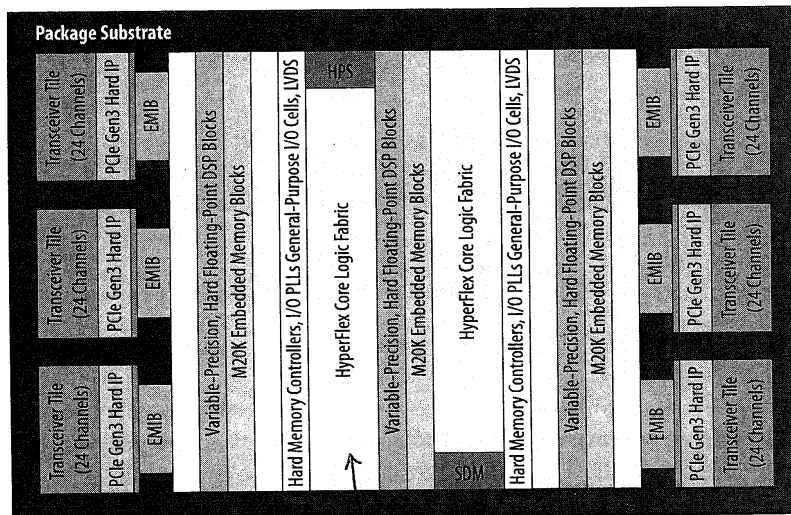 Package Substrate
Transceiver Tile
(24 Channels)
PCIe Gen3 Hard IP
EMIB
Transceiver Tile
(24 Channels)
PCIe Gen3 Hard IP
EMIB
Transceiver Tile
(24 Channels)
PCIe Gen3 Hard IP
EMIB
Variable-Precision, Hard Floating-Point DSP Blocks
M20K Embedded Memory Blocks
Hard Memory Controllers, I/O PLLs General-Purpose I/O Cells, LVDS
HPS
HyperFlex Core Logic Fabric
Variable-Precision, Hard Floating-Point DSP Blocks
M20K Embedded Memory Blocks
HyperFlex Core Logic Fabric
SDM
Hard Memory Controllers, I/O PLLs General-Purpose I/O Cells, LVDS
Variable-Precision, Hard Floating-Point DSP Blocks
M20K Embedded Memory Blocks
EMIB
PCIe Gen3 Hard IP
Transceiver Tile
(24 Channels)
EMIB
PCIe Gen3 Hard IP
Transceiver Tile
(24 Channels)
EMIB
PCIe Gen3 Hard IP
Transceiver Tile
(24 Channels)